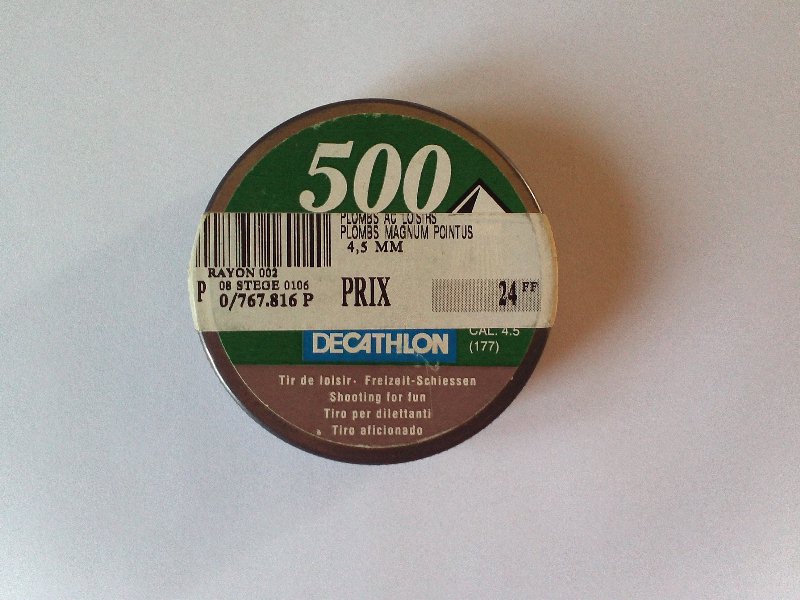 500
PLOMBS AC LOISIRS
PLOMBS MAGNUM POINTUS
4,5 MM
RAYON 002
P 08 STEGE 0106
0/767.816 P
PRIX
24 FF
DECATHLON
CAL. 4.5
(177)
Tir de loisir· Freizeit-Schiessen
Shooting for fun
Tiro per dilettanti
Tiro aficionado